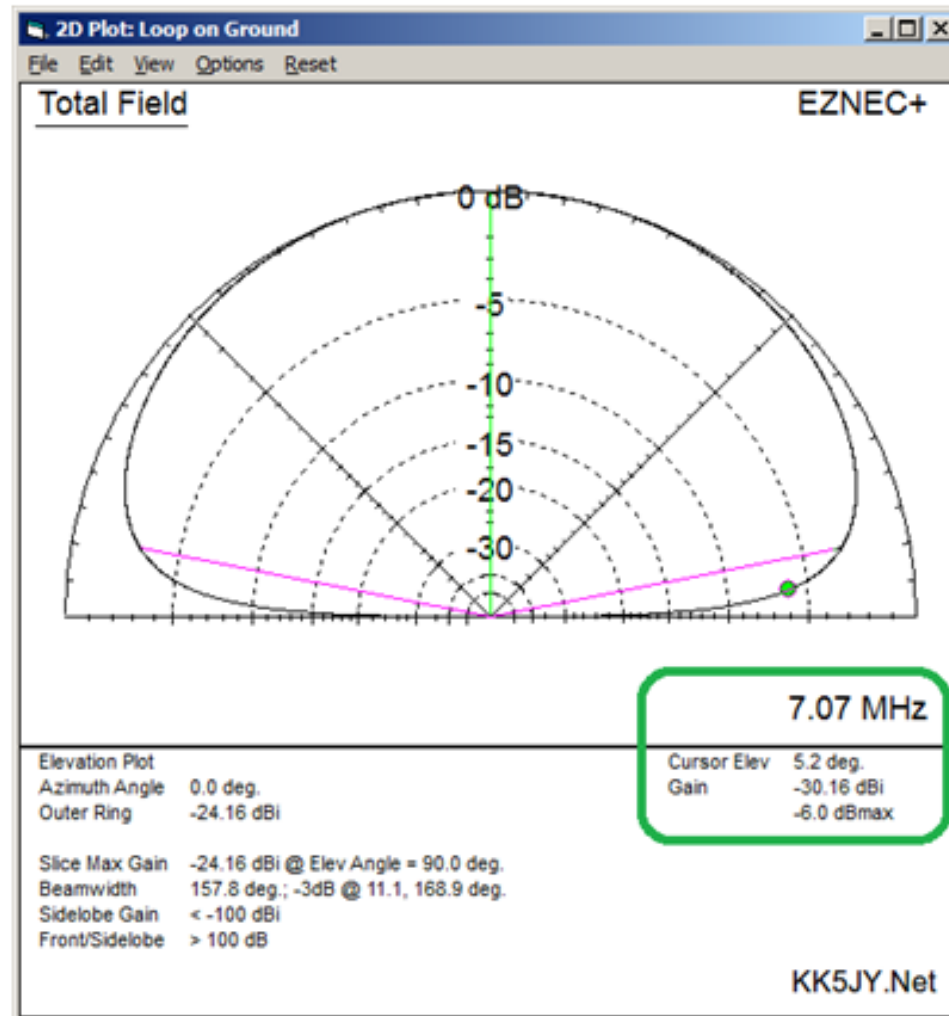 2D Plot: Loop on Ground
File Edit View Options Reset
Total Field EZNEC+
0 dB
-5
-10
-15
-20
-30
7.07 MHz
Elevation Plot Cursor Elev 5.2 deg.
Azimuth Angle 0.0 deg. Gain -30.16 dBi
Outer Ring -24.16 dBi -6.0 dBmax
Slice Max Gain -24.16 dBi @ Elev Angle = 90.0 deg.
Beamwidth 157.8 deg.; -3dB @ 11.1, 168.9 deg.
Sidelobe Gain < -100 dBi
Front/Sidelobe > 100 dB
KK5JY.Net